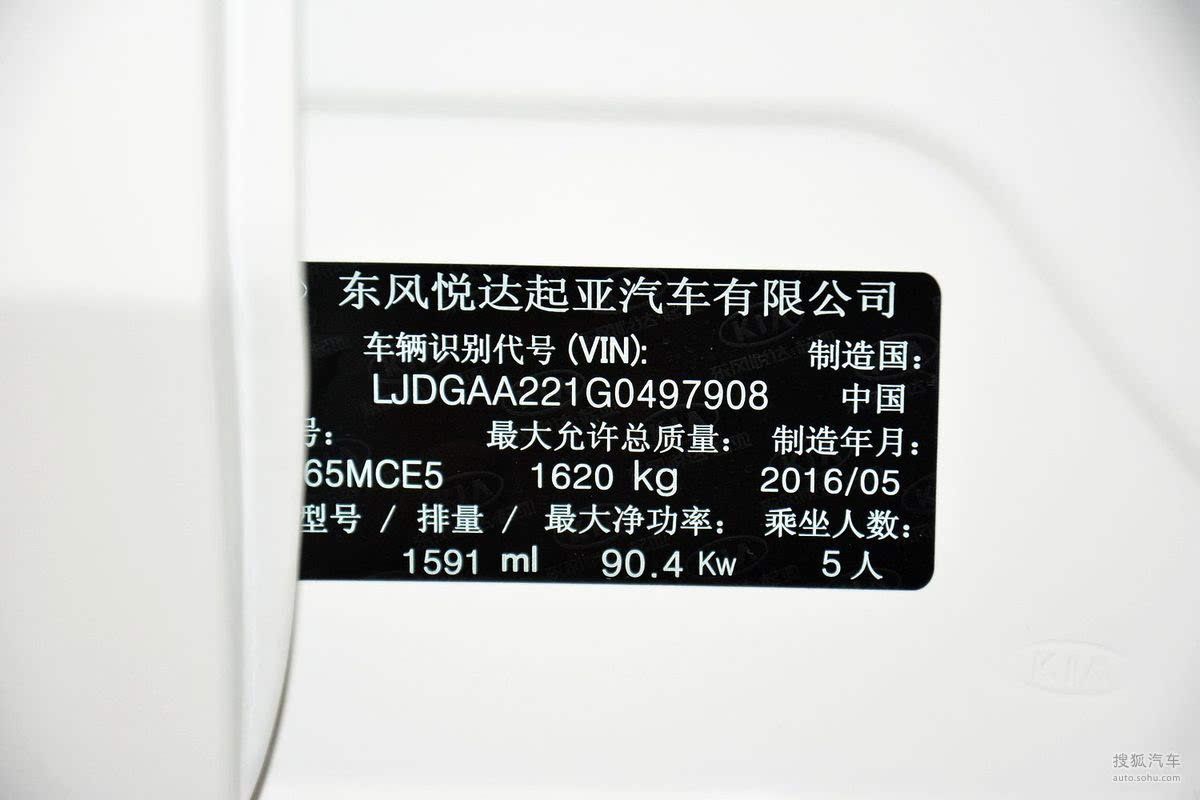 东风悦达起亚汽车有限公司
车辆识别代号 (VIN): 制造国：
LJDGAA221G0497908 中国
号： 最大允许总质量： 制造年月：
65MCE5 1620 kg 2016/05
型号 / 排量 / 最大净功率： 乘坐人数：
1591 ml 90.4 Kw 5 人
KIA
搜狐汽车
auto.sohu.com